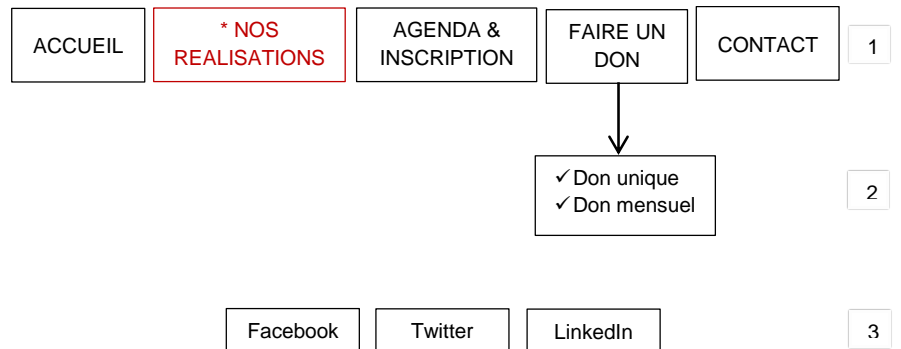 ACCUEIL
* NOS
REALISATIONS
AGENDA &
INSCRIPTION
FAIRE UN
DON
CONTACT
1
✓ Don unique
✓ Don mensuel
2
Facebook
Twitter
LinkedIn
3